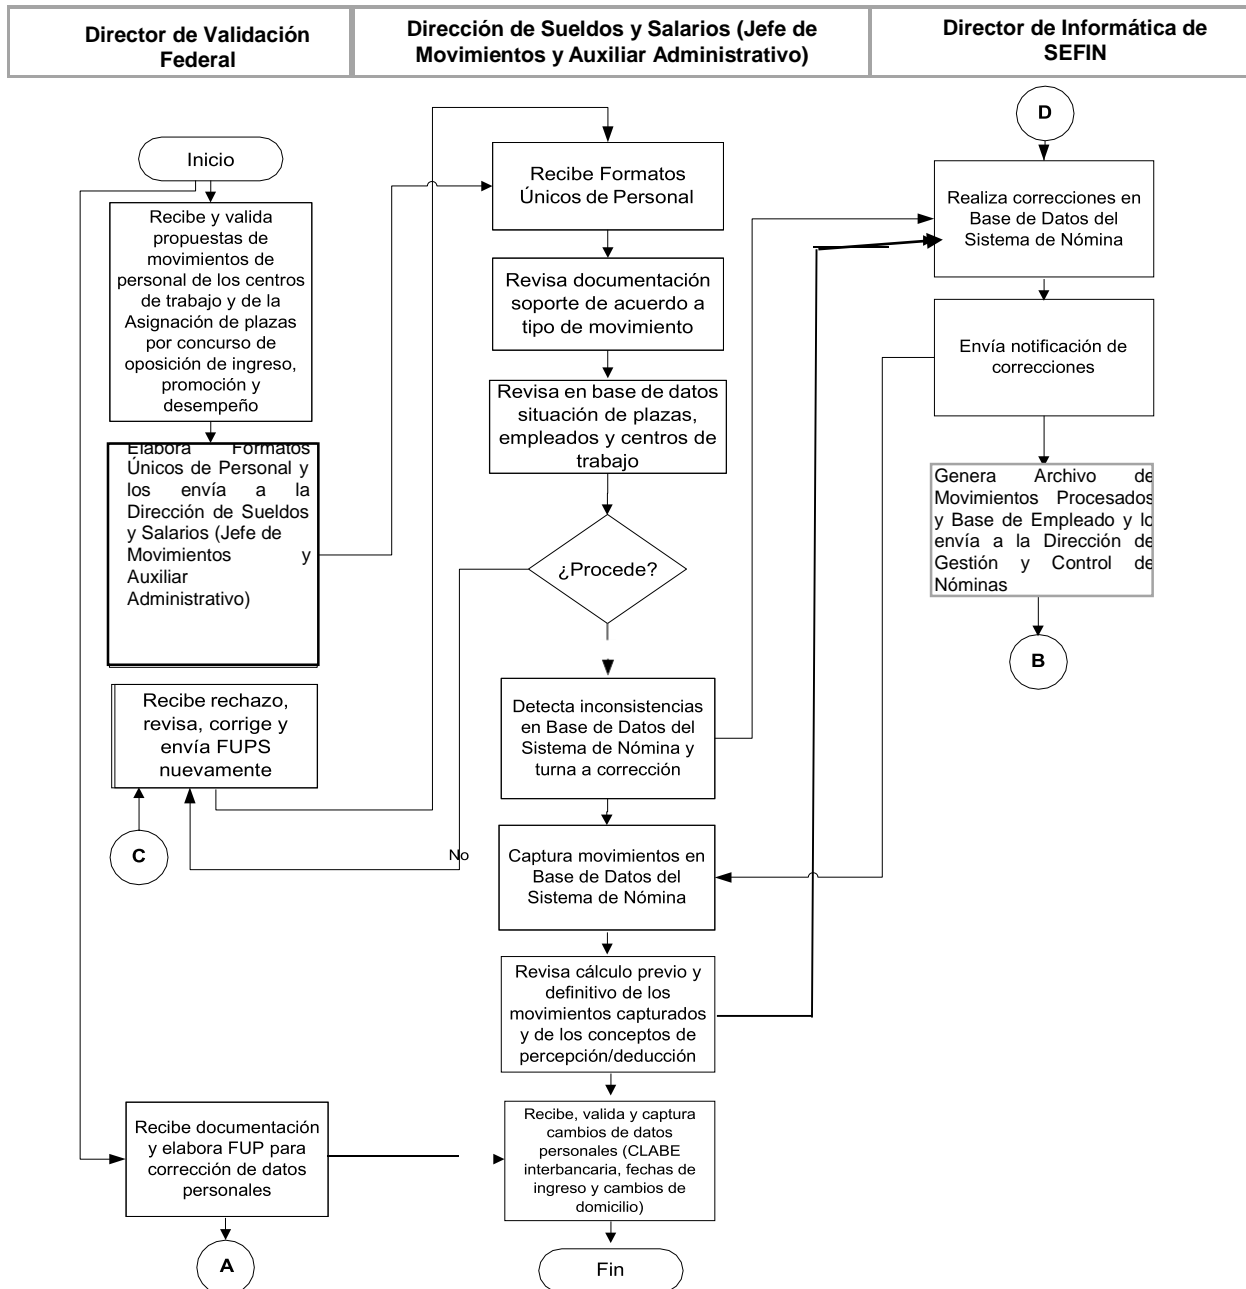 Director de Validación
Federal
Dirección de Sueldos y Salarios (Jefe de
Movimientos y Auxiliar Administrativo)
Director de Informática de
SEFIN
Inicio
Recibe y valida
propuestas de
movimientos de
personal de los centros
de trabajo y de la
Asignación de plazas
por concurso de
oposición de ingreso,
promoción y
desempeño
Elabora Formatos
Únicos de Personal y
los envía a la
Dirección de Sueldos
y Salarios (Jefe de
Movimientos y
Auxiliar
Administrativo)
Recibe rechazo,
revisa, corrige y
envía FUPS
nuevamente
C
Recibe documentación
y elabora FUP para
corrección de datos
personales
A
Recibe Formatos
Únicos de Personal
Revisa documentación
soporte de acuerdo a
tipo de movimiento
Revisa en base de datos
situación de plazas,
empleados y centros de
trabajo
¿Procede?
No
Detecta inconsistencias
en Base de Datos del
Sistema de Nómina y
turna a corrección
Captura movimientos en
Base de Datos del
Sistema de Nómina
Revisa cálculo previo y
definitivo de los
movimientos capturados
y de los conceptos de
percepción/deducción
Recibe, valida y captura
cambios de datos
personales (CLABE
interbancaria, fechas de
ingreso y cambios de
domicilio)
Fin
D
Realiza correcciones en
Base de Datos del
Sistema de Nómina
Envía notificación de
correcciones
Genera Archivo de
Movimientos Procesados
y Base de Empleado y lo
envía a la Dirección de
Gestión y Control de
Nóminas
B